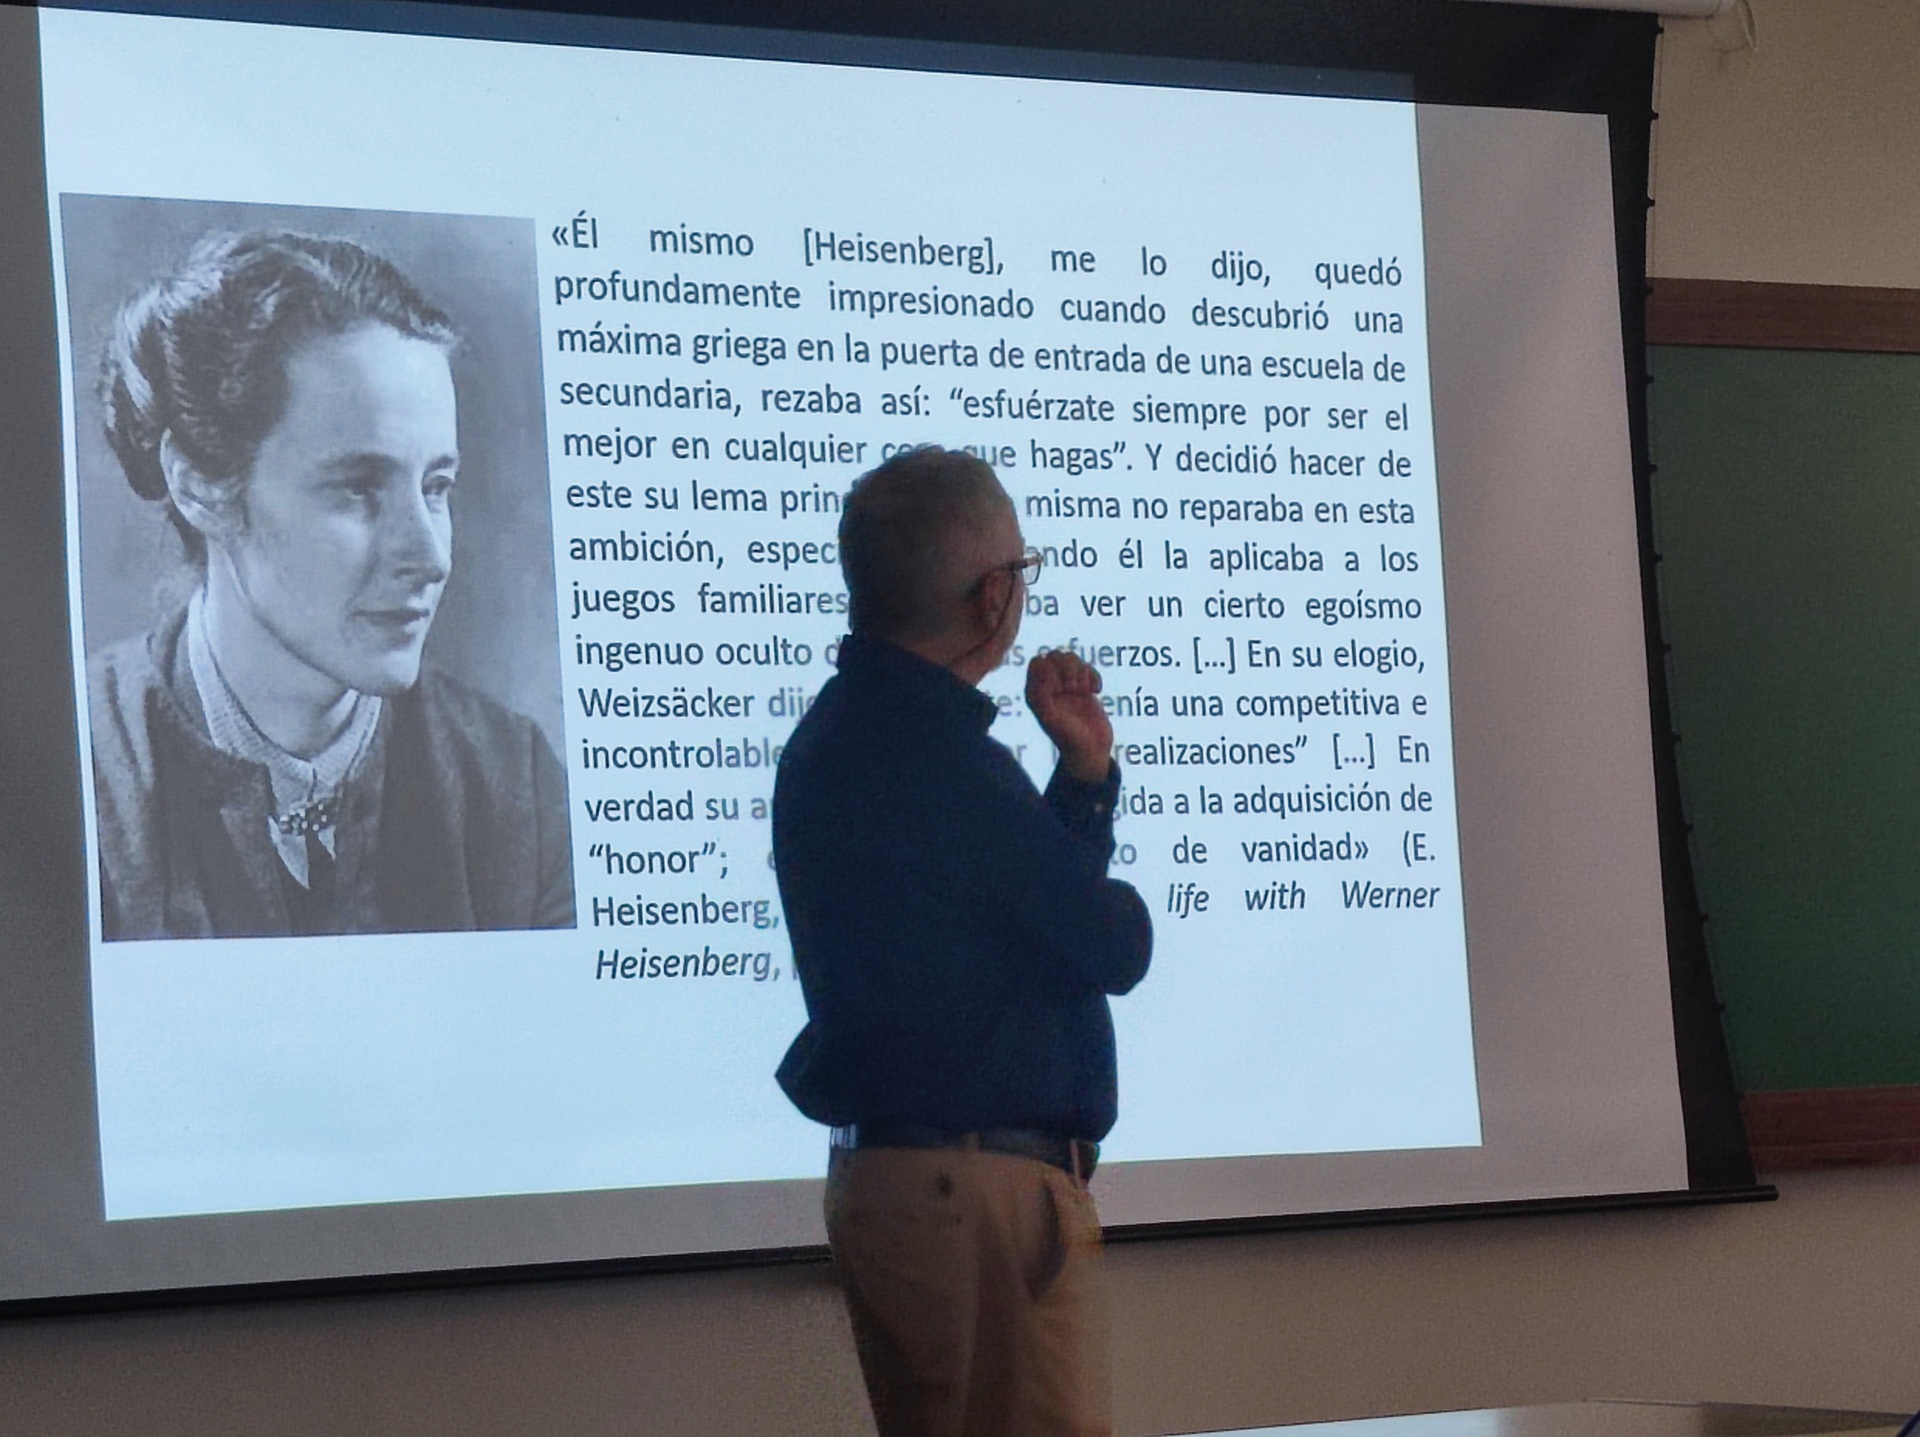 «Él mismo [Heisenberg], me lo dijo, quedó
profundamente impresionado cuando descubrió una
máxima griega en la puerta de entrada de una escuela de
secundaria, rezaba así: “esfuérzate siempre por ser el
mejor en cualquier que hagas”. Y decidió hacer de
este su lema misma no reparaba en esta
ambición, él la aplicaba a los
juegos familiares ver un cierto egoísmo
ingenuo oculto esfuerzos. [...] En su elogio,
Weizsäcker una competitiva e
realizaciones” [...] En
verdad su a la adquisición de
“honor”; de vanidad» (E.
Heisenberg, life with Werner
Heisenberg,